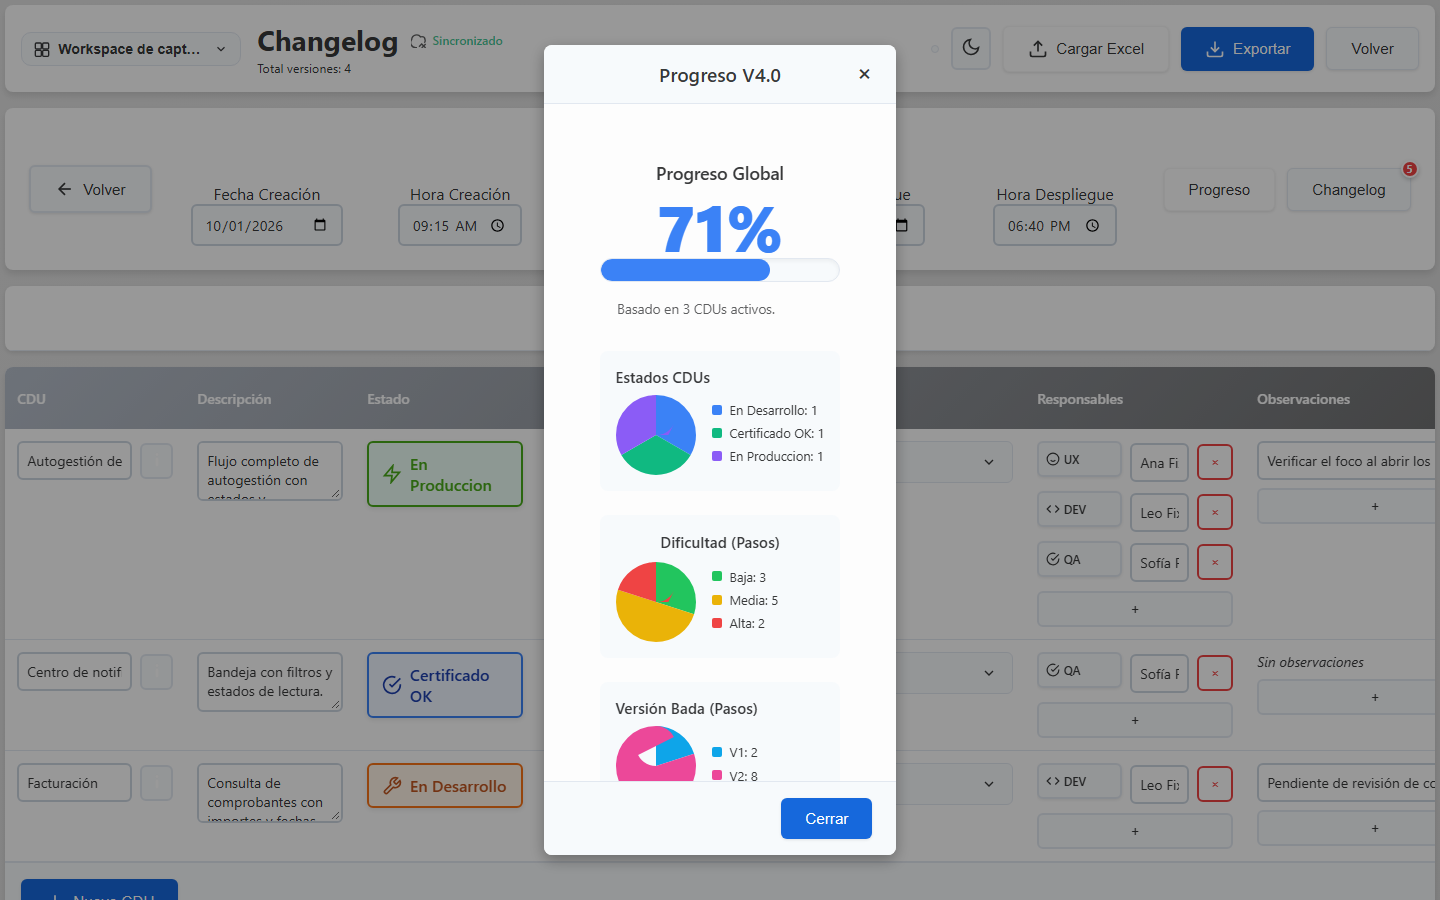 Workspace de capt...
Changelog
Sincronizado
Total versiones: 4
Cargar Excel
Exportar
Volver
Volver
Fecha Creación
10/01/2026
Hora Creación
09:15 AM
Hora Despliegue
06:40 PM
Progreso
Changelog
5
CDU
Descripción
Estado
Responsables
Observaciones
Autogestión de
Flujo completo de
autogestión con
estados y
En
Produccion
UX
Ana Fi
×
DEV
Leo Fi
×
QA
Sofía F
×
+
Verificar el foco al abrir los
+
Centro de notif
Bandeja con filtros y
estados de lectura.
Certificado
OK
QA
Sofía F
×
+
Sin observaciones
+
Facturación
Consulta de
comprobantes con
importes y fechas
En Desarrollo
DEV
Leo Fi
×
+
Pendiente de revisión de co
+
Progreso V4.0
×
Progreso Global
71%
Basado en 3 CDUs activos.
Estados CDUs
En Desarrollo: 1
Certificado OK: 1
En Produccion: 1
Dificultad (Pasos)
Baja: 3
Media: 5
Alta: 2
Versión Bada (Pasos)
V1: 2
V2: 8
Cerrar